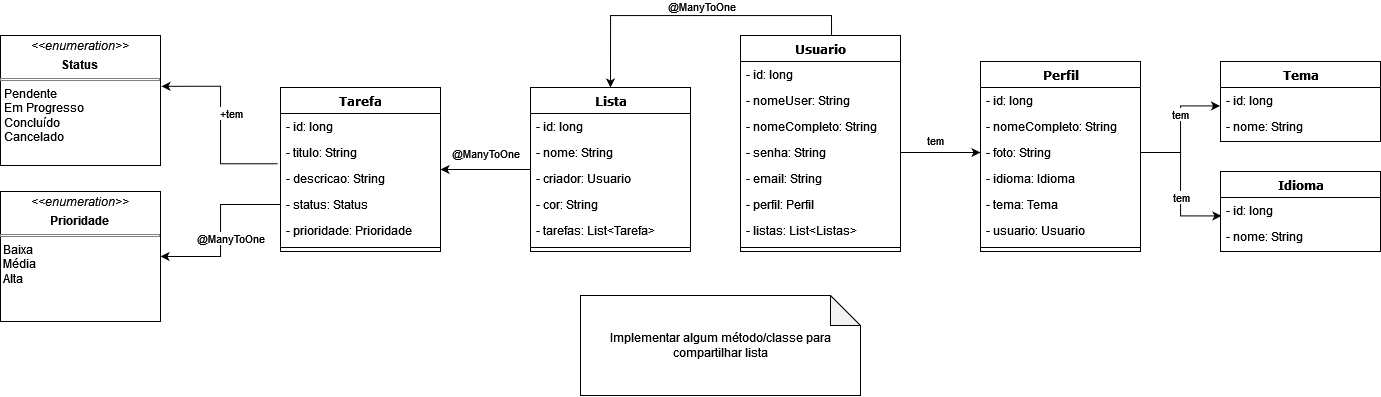 @ManyToOne
<<enumeration>>
Status
Pendente
Em Progresso
Concluído
Cancelado
+tem
<<enumeration>>
Prioridade
Baixa
Média
Alta
@ManyToOne
Tarefa
- id: long
- titulo: String
- descricao: String
- status: Status
- prioridade: Prioridade
@ManyToOne
Lista
- id: long
- nome: String
- criador: Usuario
- cor: String
- tarefas: List<Tarefa>
Usuario
- id: long
- nomeUser: String
- nomeCompleto: String
- senha: String
- email: String
- perfil: Perfil
- listas: List<Listas>
tem
Perfil
- id: long
- nomeCompleto: String
- foto: String
- idioma: Idioma
- tema: Tema
- usuario: Usuario
tem
tem
Tema
- id: long
- nome: String
Idioma
- id: long
- nome: String
Implementar algum método/classe para
compartilhar lista